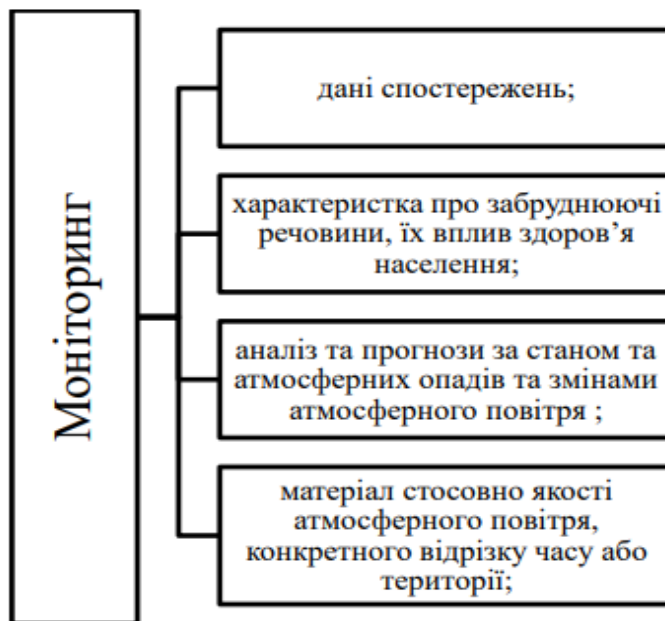 Моніторинг
дані спостережень;
характеристка про забруднюючі
речовини, їх вплив здоров’я
населення;
аналіз та прогнози за станом та
атмосферних опадів та змінами
атмосферного повітря ;
матеріал стосовно якості
атмосферного повітря,
конкретного відрізку часу або
території;